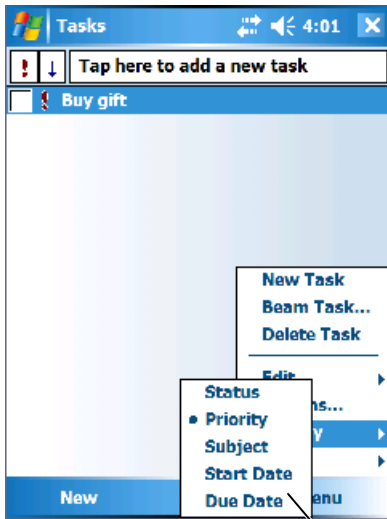 Tasks 4:01
! ↓ Tap here to add a new task
! Buy gift
New Task
Beam Task...
Delete Task
Edit
Status
Priority
Subject
Start Date
Due Date
New